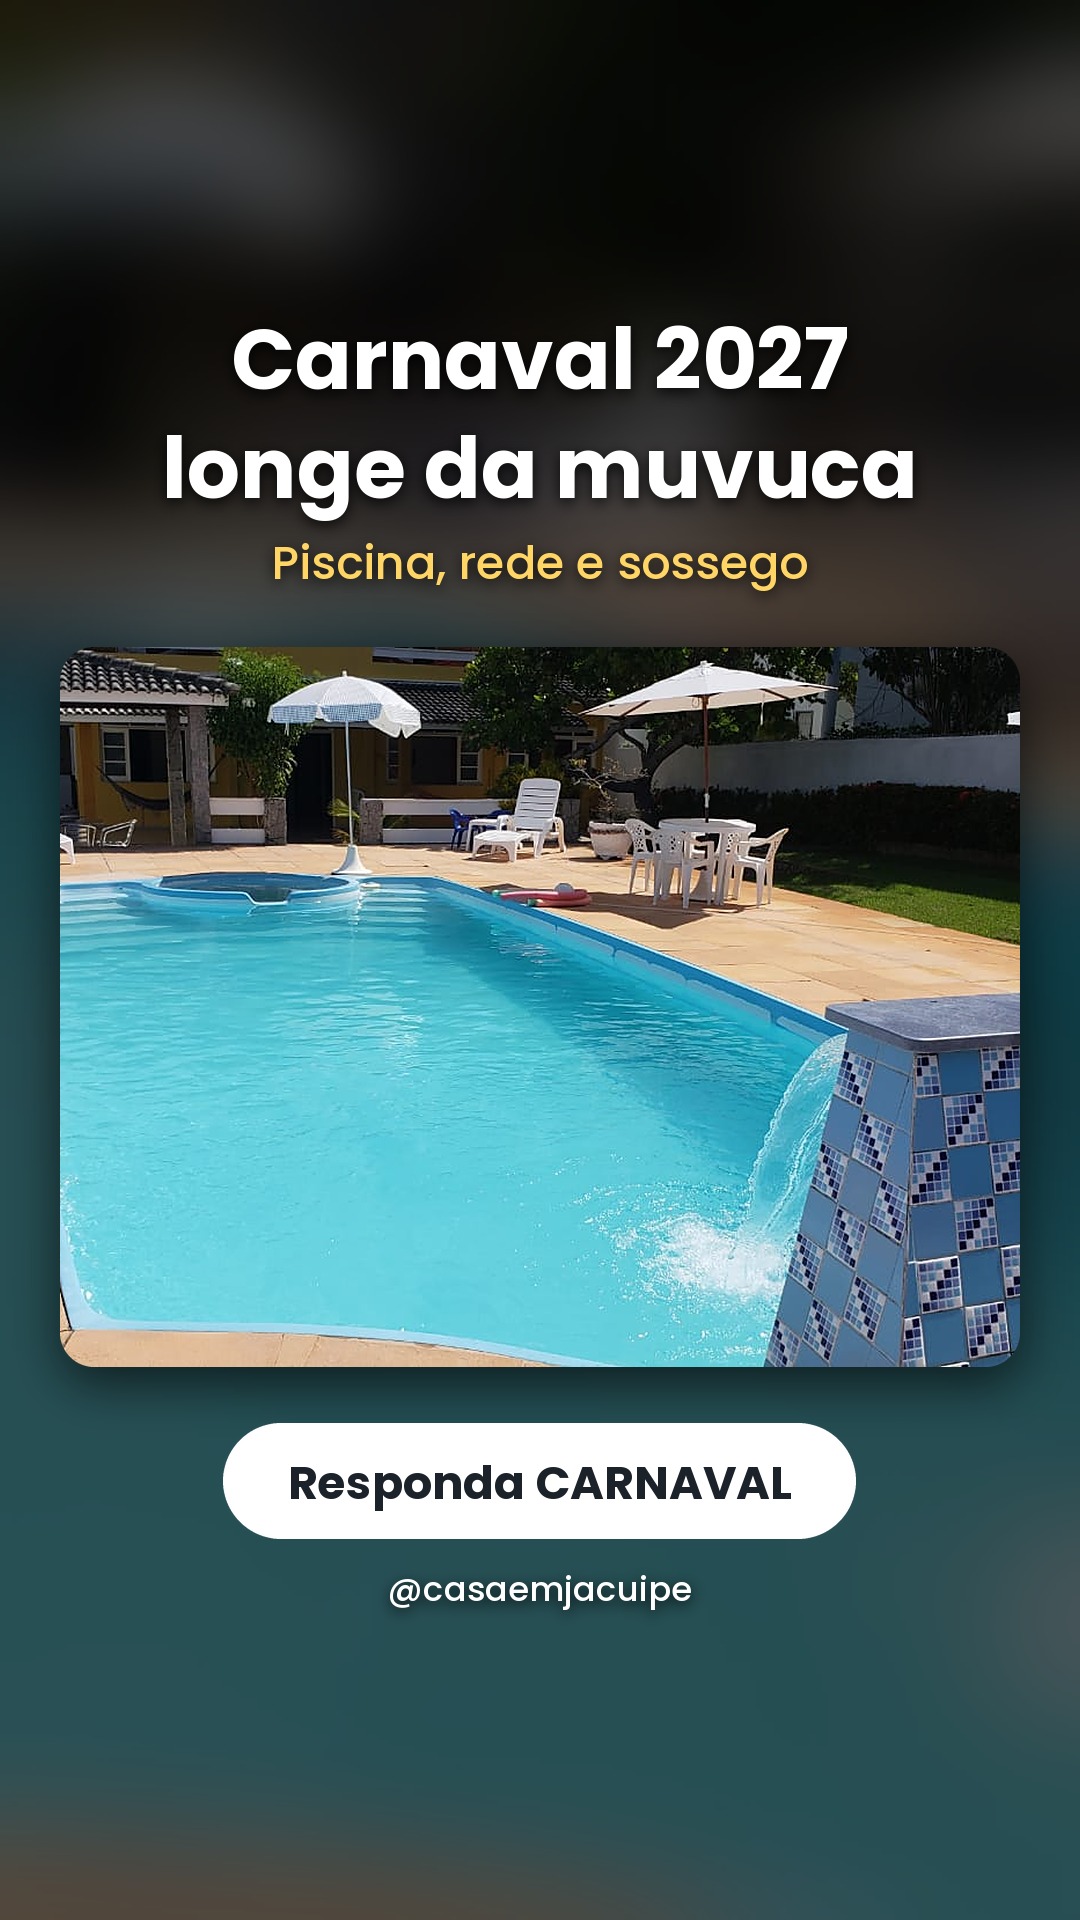 Carnaval 2027
longe da muvuca
Piscina, rede e sossego
Responda CARNAVAL
@casaemjacuipe